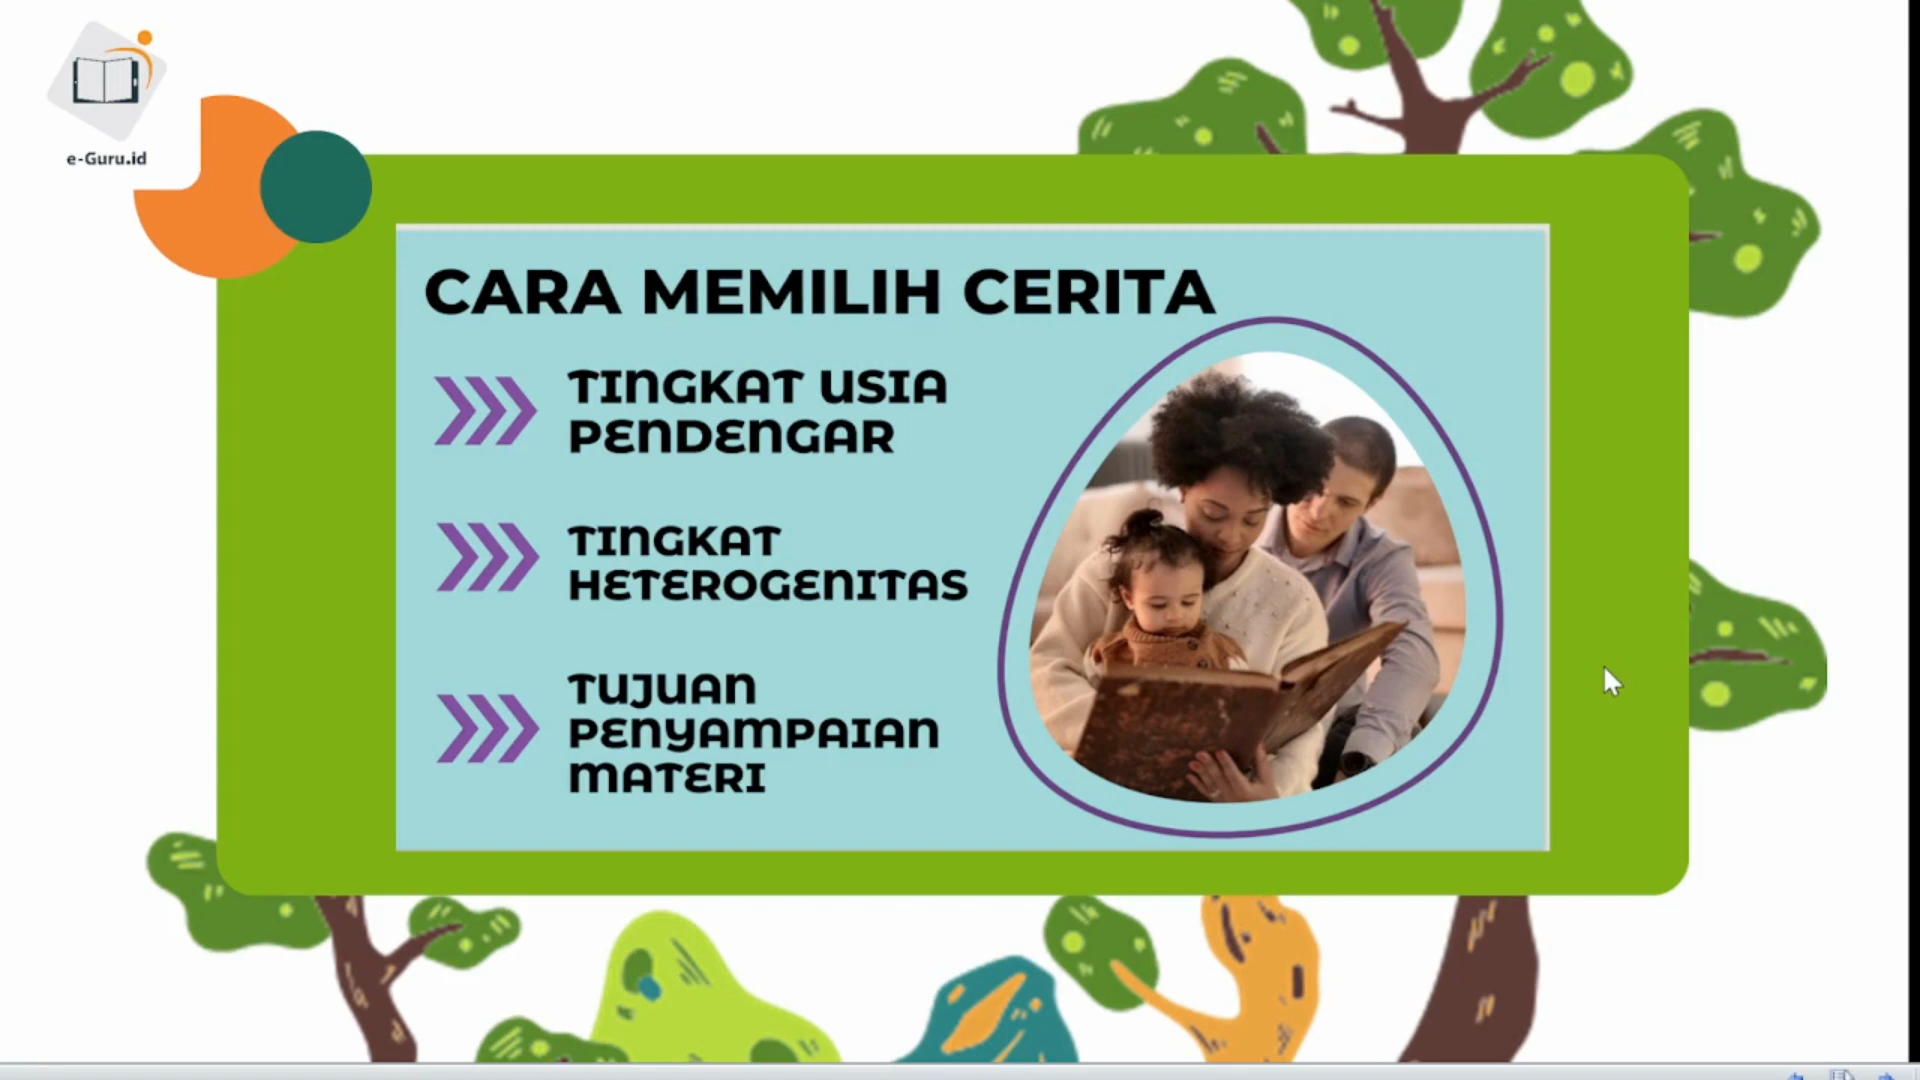 e-Guru.id
CARA MEMILIH CERITA
TINGKAT USIA
PENDENGAR
TINGKAT
HETEROGENITAS
TUJUAN
PENYAMPAIAN
MATERI